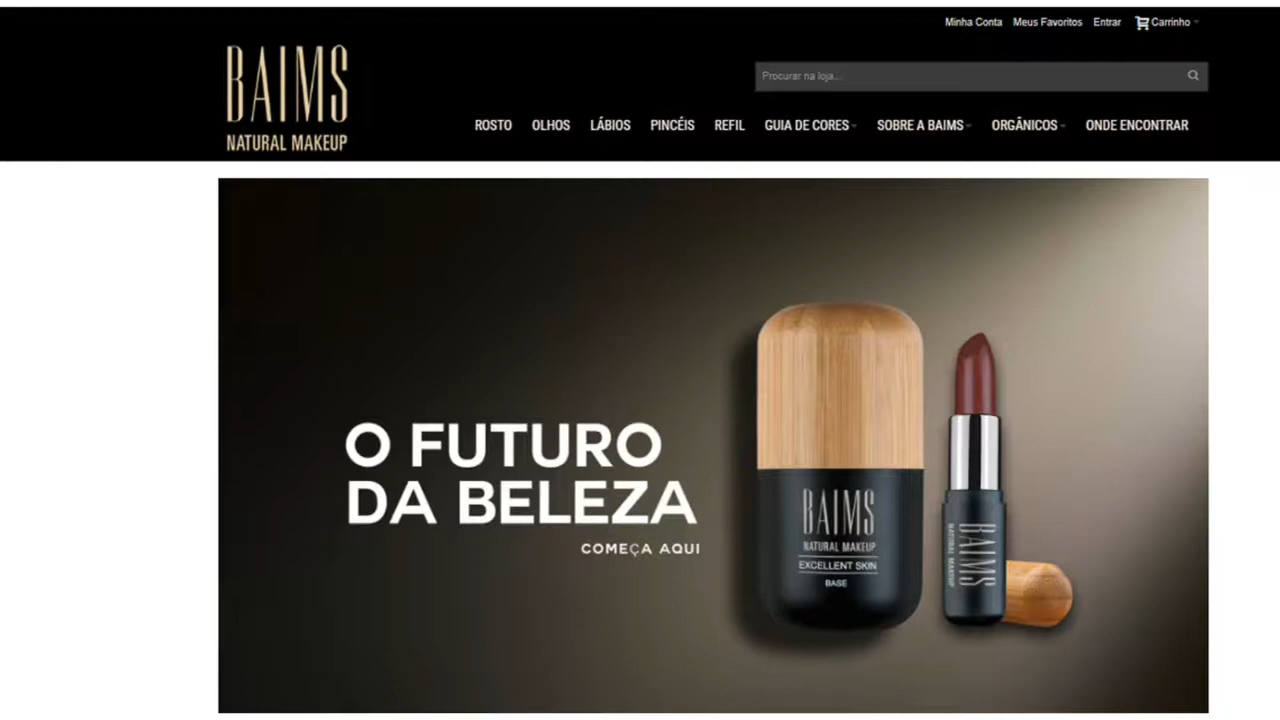 Minha Conta Meus Favoritos Entrar Carrinho
BAIMS
NATURAL MAKEUP
Procurar na loja...
ROSTO OLHOS LÁBIOS PINCÉIS REFIL GUIA DE CORES SOBRE A BAIMS ORGÂNICOS ONDE ENCONTRAR
O FUTURO
DA BELEZA
COMEÇA AQUI
BAIMS
NATURAL MAKEUP
EXCELLENT SKIN
BASE
BAIMS
NATURAL MAKEUP